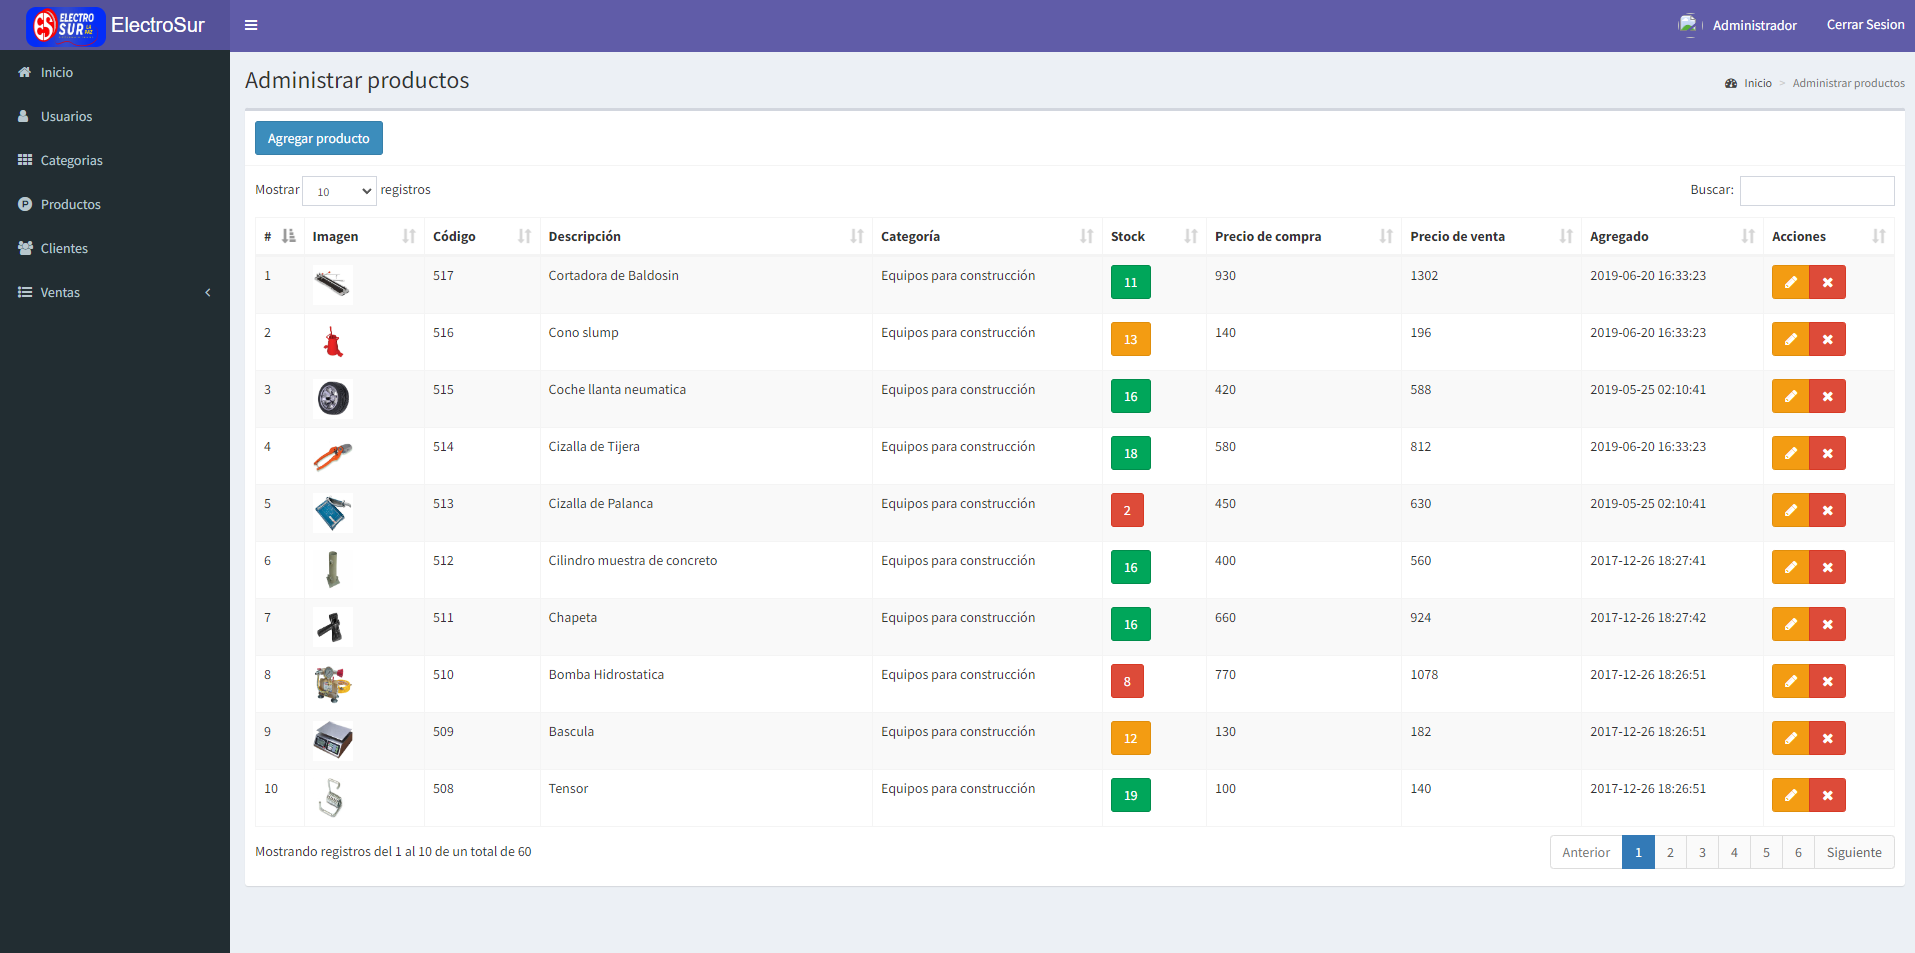 ELECTRO
SUR LA
PAZ
ElectroSur
Administrador
Cerrar Sesion
Inicio
Usuarios
Categorias
Productos
Clientes
Ventas
Administrar productos
Inicio > Administrar productos
Agregar producto
Mostrar 10 registros
Buscar:
# Imagen Código Descripción Categoría Stock Precio de compra Precio de venta Agregado Acciones
1 517 Cortadora de Baldosin Equipos para construcción 11 930 1302 2019-06-20 16:33:23
2 516 Cono slump Equipos para construcción 13 140 196 2019-06-20 16:33:23
3 515 Coche llanta neumatica Equipos para construcción 16 420 588 2019-05-25 02:10:41
4 514 Cizalla de Tijera Equipos para construcción 18 580 812 2019-06-20 16:33:23
5 513 Cizalla de Palanca Equipos para construcción 2 450 630 2019-05-25 02:10:41
6 512 Cilindro muestra de concreto Equipos para construcción 16 400 560 2017-12-26 18:27:41
7 511 Chapeta Equipos para construcción 16 660 924 2017-12-26 18:27:42
8 510 Bomba Hidrostatica Equipos para construcción 8 770 1078 2017-12-26 18:26:51
9 509 Bascula Equipos para construcción 12 130 182 2017-12-26 18:26:51
10 508 Tensor Equipos para construcción 19 100 140 2017-12-26 18:26:51
Mostrando registros del 1 al 10 de un total de 60
Anterior 1 2 3 4 5 6 Siguiente